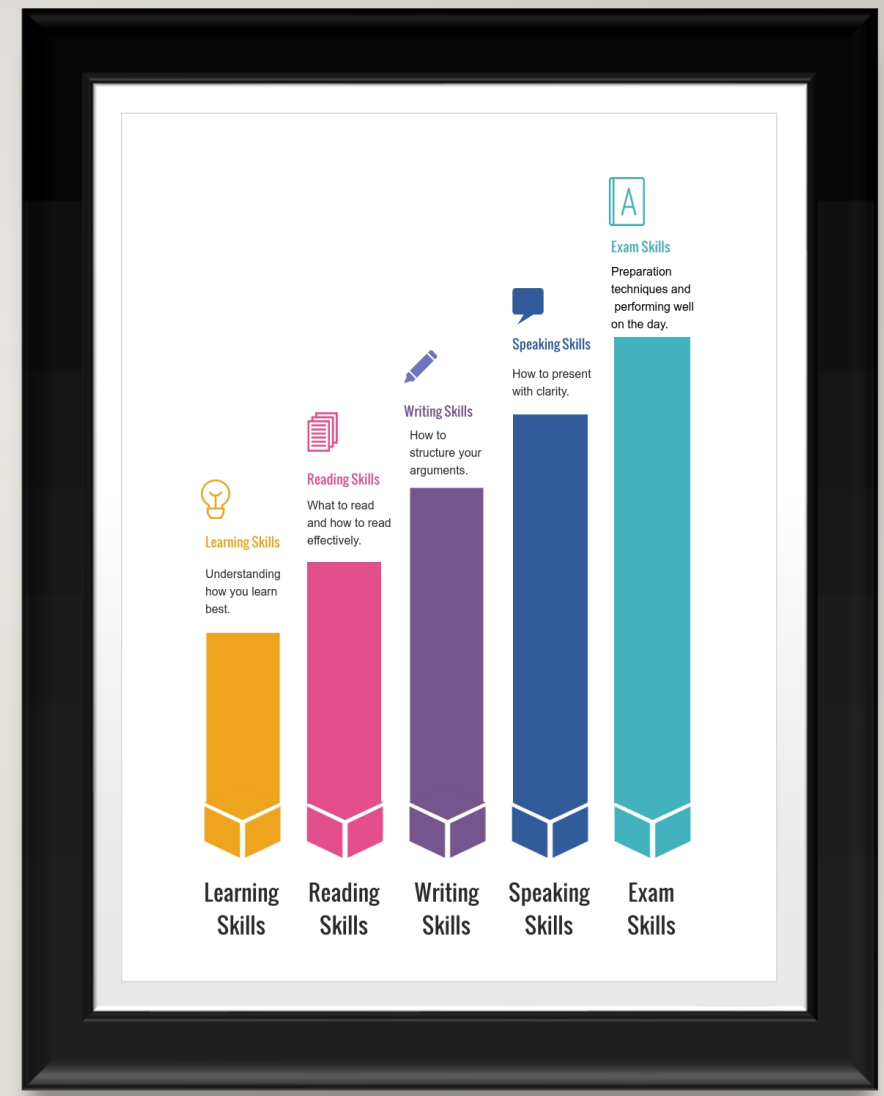 A
Exam Skills
Preparation
techniques and
performing well
on the day.
Speaking Skills
How to present
with clarity.
Writing Skills
How to
structure your
arguments.
Reading Skills
What to read
and how to read
effectively.
Learning Skills
Understanding
how you learn
best.
Learning
Skills
Reading
Skills
Writing
Skills
Speaking
Skills
Exam
Skills